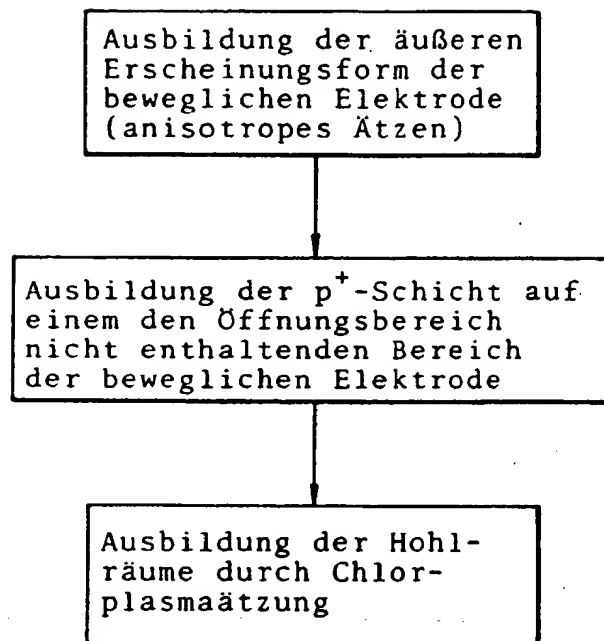 Ausbildung der äußeren
Erscheinungsform der
beweglichen Elektrode
(anisotropes Ätzen)
Ausbildung der p⁺-Schicht auf
einem den Öffnungsbereich
nicht enthaltenden Bereich
der beweglichen Elektrode
Ausbildung der Hohl-
räume durch Chlor-
plasmaätzung